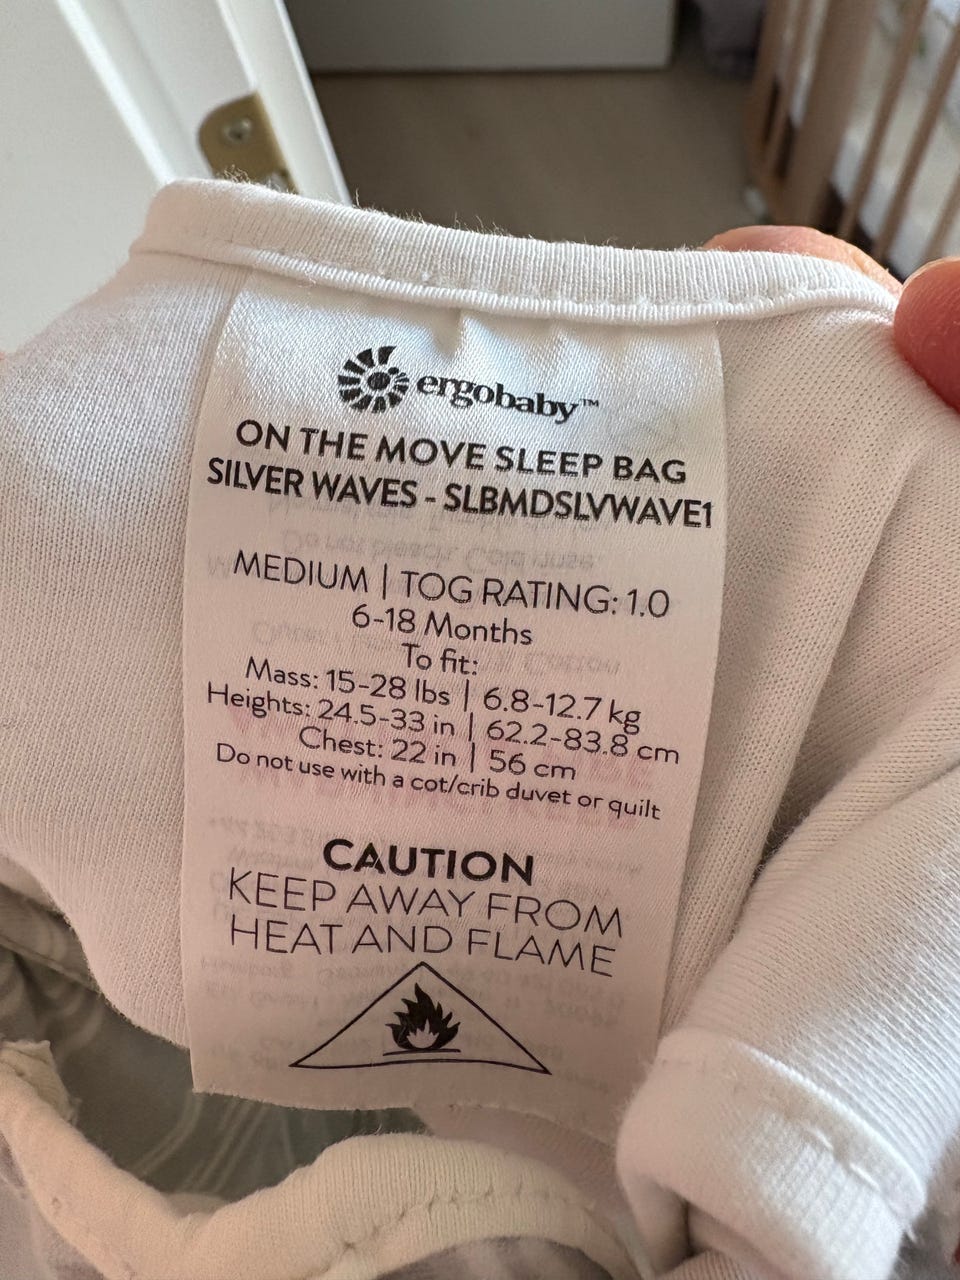 ergobaby™
ON THE MOVE SLEEP BAG
SILVER WAVES - SLBMDSLVWAVE1
MEDIUM | TOG RATING: 1.0
6-18 Months
To fit:
Mass: 15-28 lbs | 6.8-12.7 kg
Heights: 24.5-33 in | 62.2-83.8 cm
Chest: 22 in | 56 cm
Do not use with a cot/crib duvet or quilt
CAUTION
KEEP AWAY FROM
HEAT AND FLAME